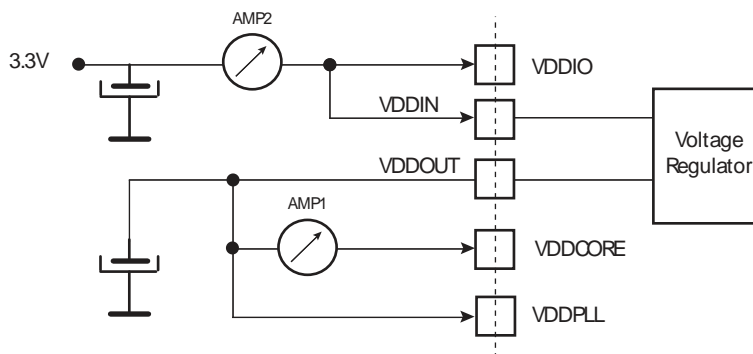 AMP2
3.3V
VDDIO
VDDIN
Voltage
Regulator
VDDOUT
AMP1
VDDCORE
VDDPLL